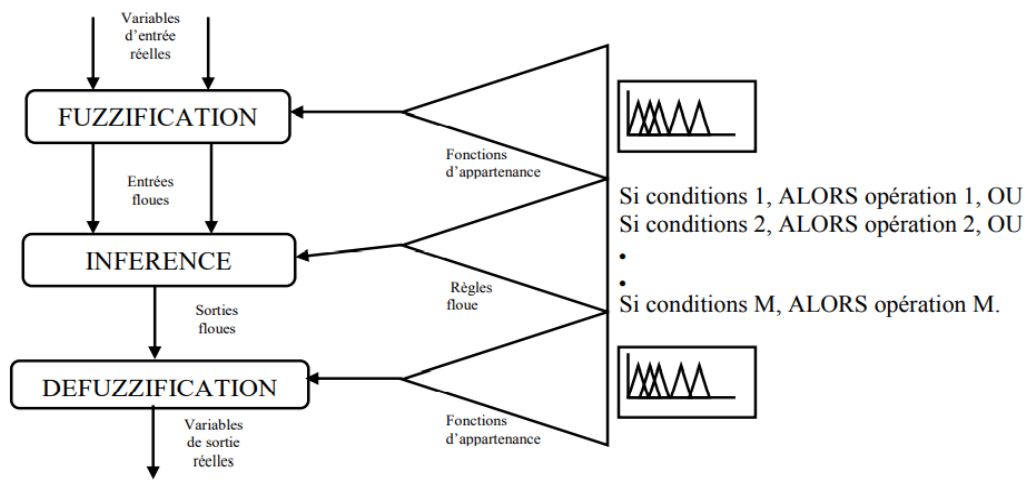 Variables
d'entrée
réelles
FUZZIFICATION
Fonctions
d'appartenance
Entrées
floues
Si conditions 1, ALORS opération 1, OU
Si conditions 2, ALORS opération 2, OU
•
•
Si conditions M, ALORS opération M.
INFERENCE
Règles
floue
Sorties
floues
DEFUZZIFICATION
Fonctions
d'appartenance
Variables
de sortie
réelles